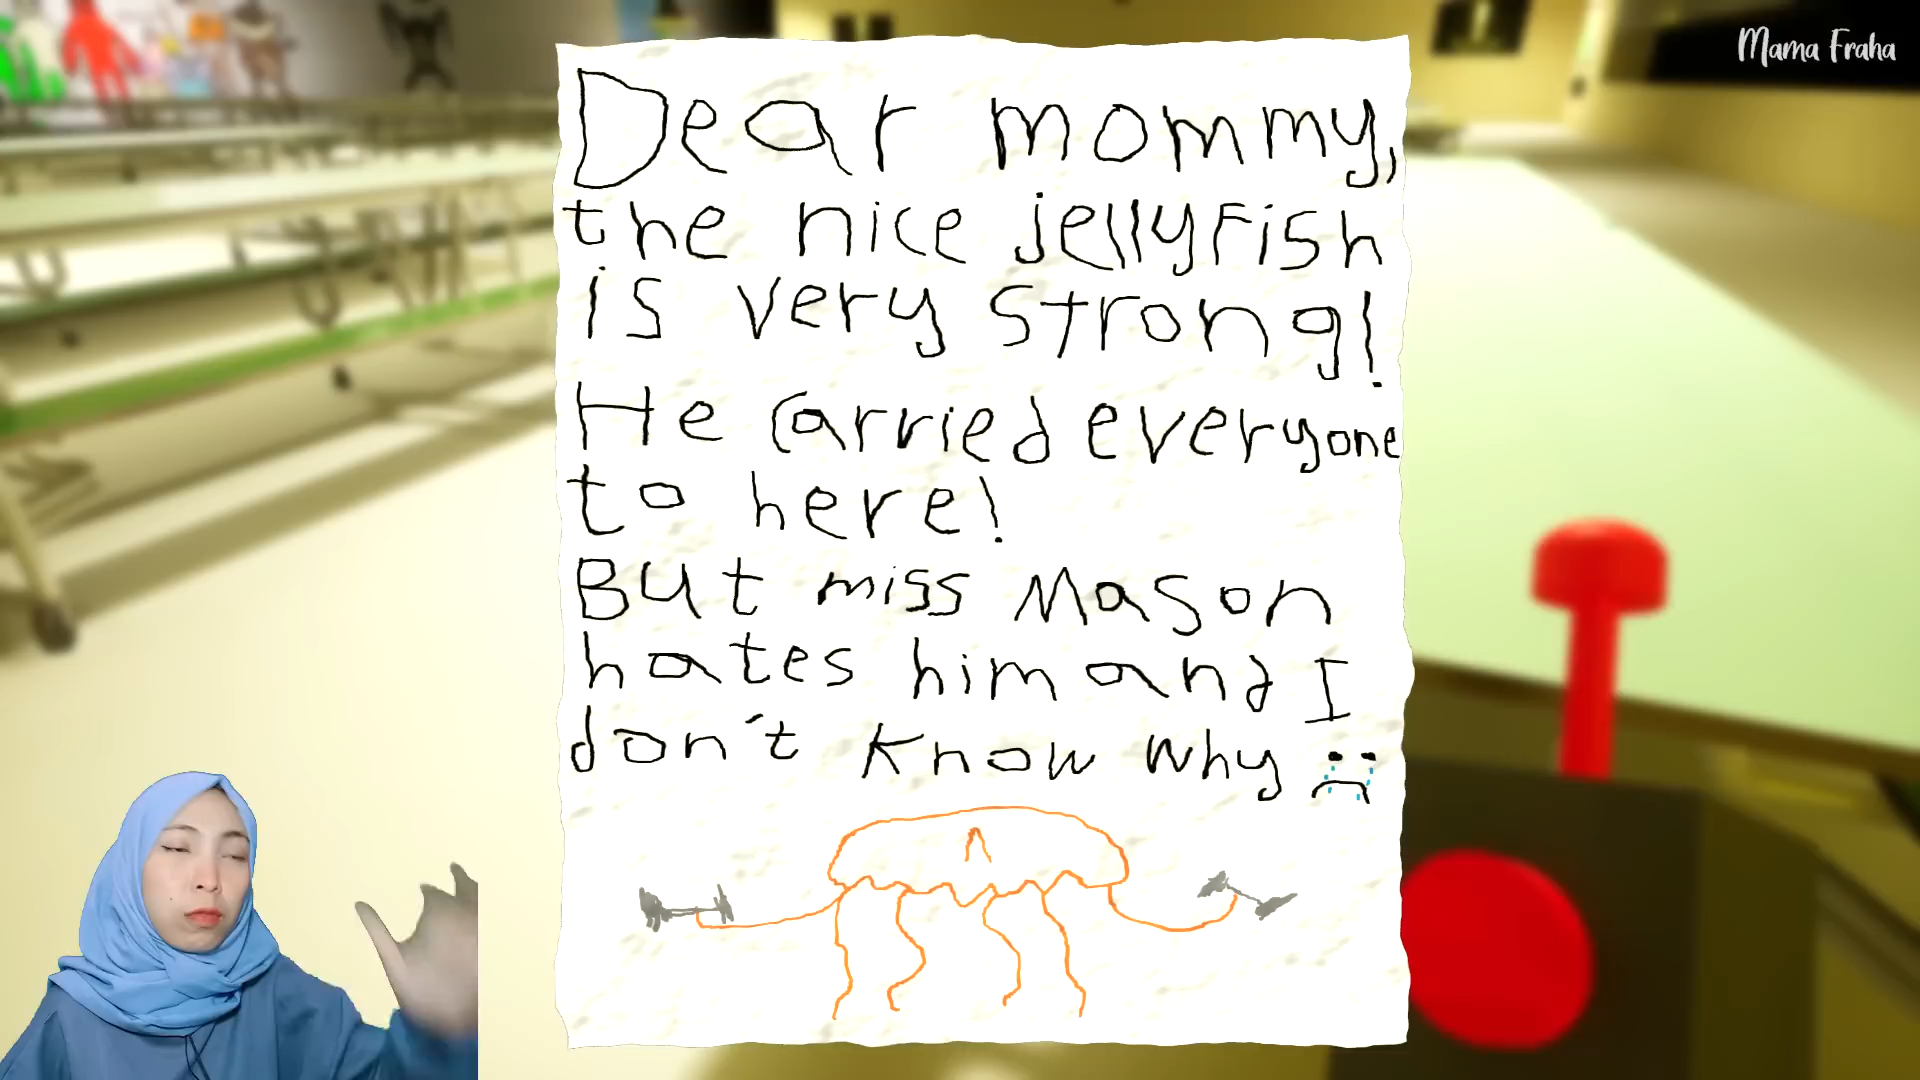 Mama Fraha
Dear mommy,
the nice jellyfish
is very strong!
He carried everyone
to here!
But miss Mason
hates him and I
don't know why